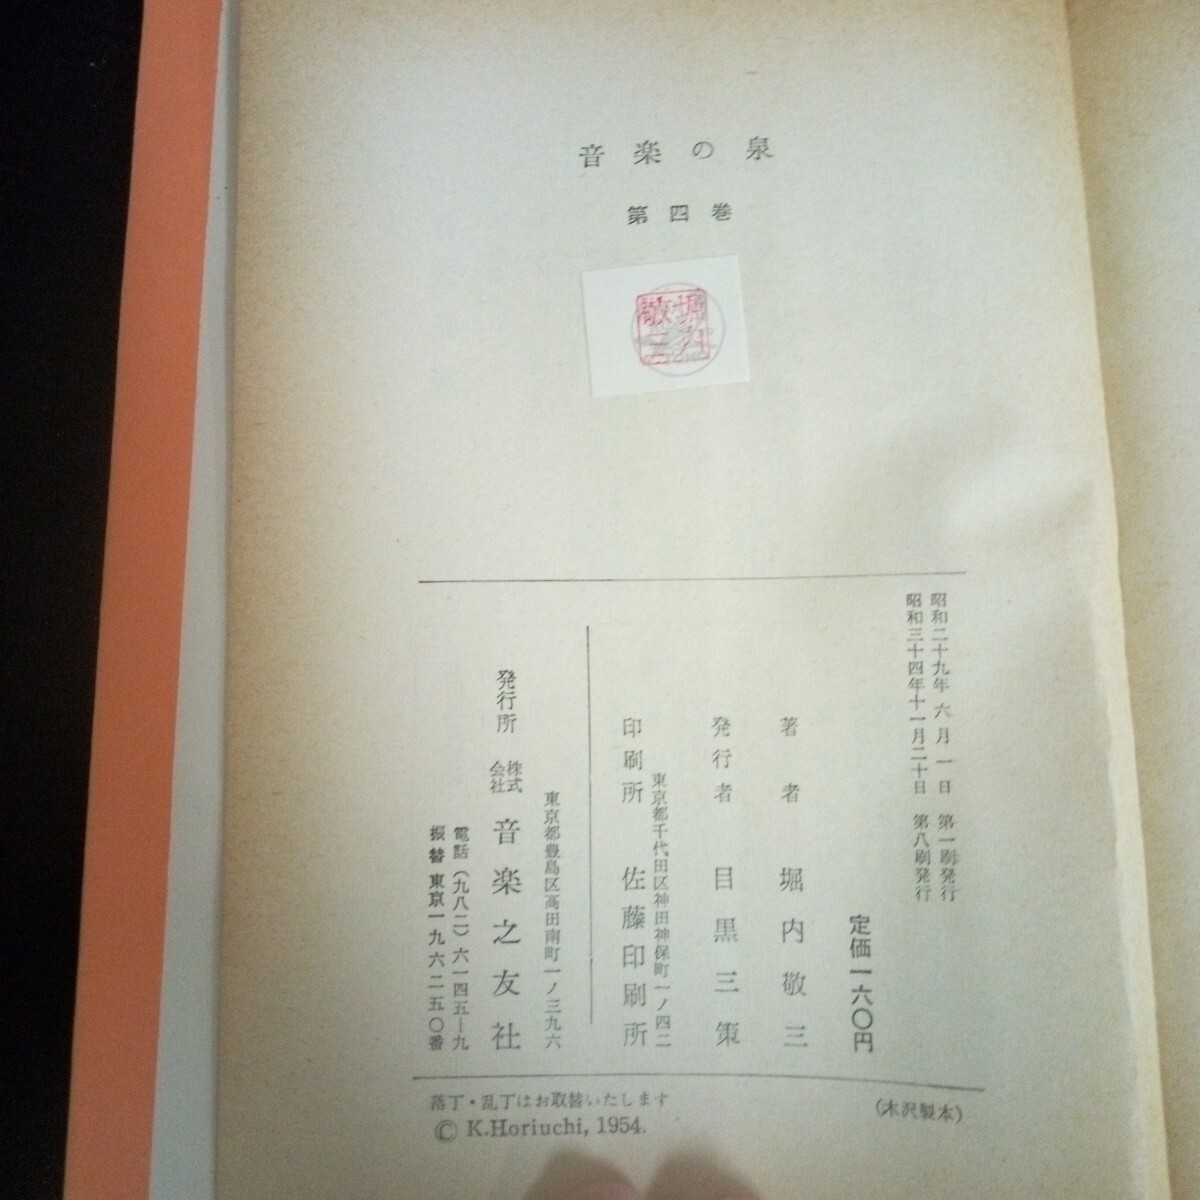 音楽の泉
第四巻
堀内敬三
昭和二十九年六月一日 第一刷発行
昭和三十四年十一月二十日 第八刷発行
定価一六〇円
著者 堀内敬三
発行者 目黒三策
東京都千代田区神田神保町一ノ四二
印刷所 佐藤印刷所
東京都豊島区高田南町一ノ三九六
発行所 株式会社 音楽之友社
電話(九八二)六一四五―九
振替 東京一九六二五〇番
落丁・乱丁はお取替いたします
(木沢製本)
© K.Horiuchi, 1954.